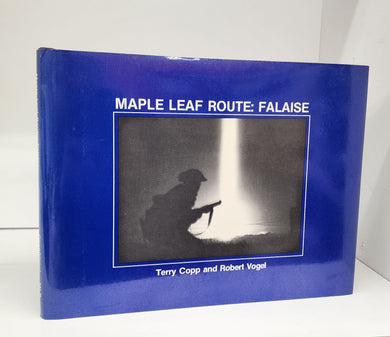 MAPLE LEAF ROUTE: FALAISE
Terry Copp and Robert Vogel